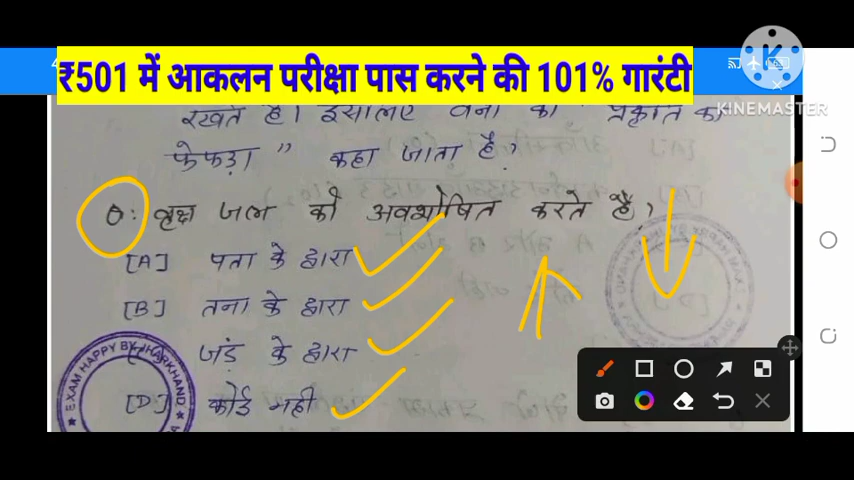 ₹501 में आकलन परीक्षा पास करने की 101% गारंटी
KINEMASTER
रखते है। इसलिए वनो को " प्रकृति का
फेफड़ा " कहा जाता है,
Q: वृक्ष जल को अवशोषित करते है,
[A] पता के द्वारा
[B] तना के द्वारा
जंड़ के द्वारा
[D] कोई नही
EXAM HAPPY BY JHARKHAND